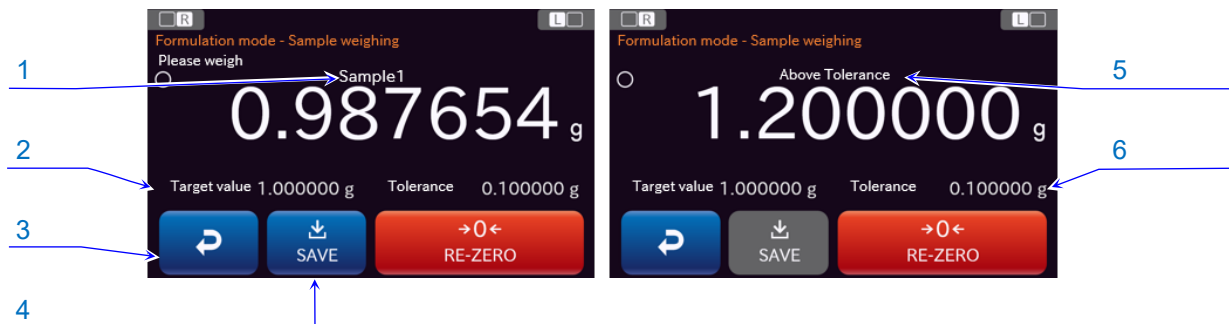 R L
Formulation mode - Sample weighing
Please weigh
Sample1
0.987654 g
Target value 1.000000 g Tolerance 0.100000 g
SAVE
→0←
RE-ZERO
R L
Formulation mode - Sample weighing
Above Tolerance
1.200000 g
Target value 1.000000 g Tolerance 0.100000 g
SAVE
→0←
RE-ZERO
1
2
3
4
5
6